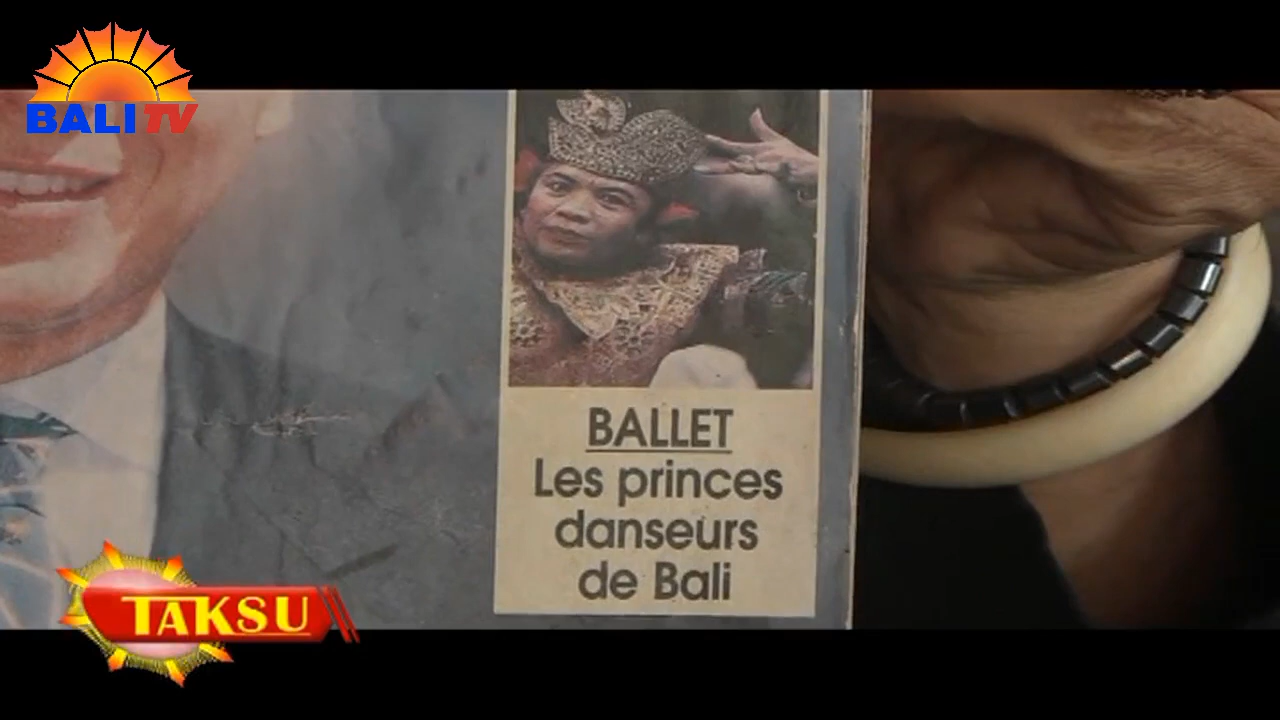 BALI TV
BALLET
Les princes
danseurs
de Bali
TAKSU